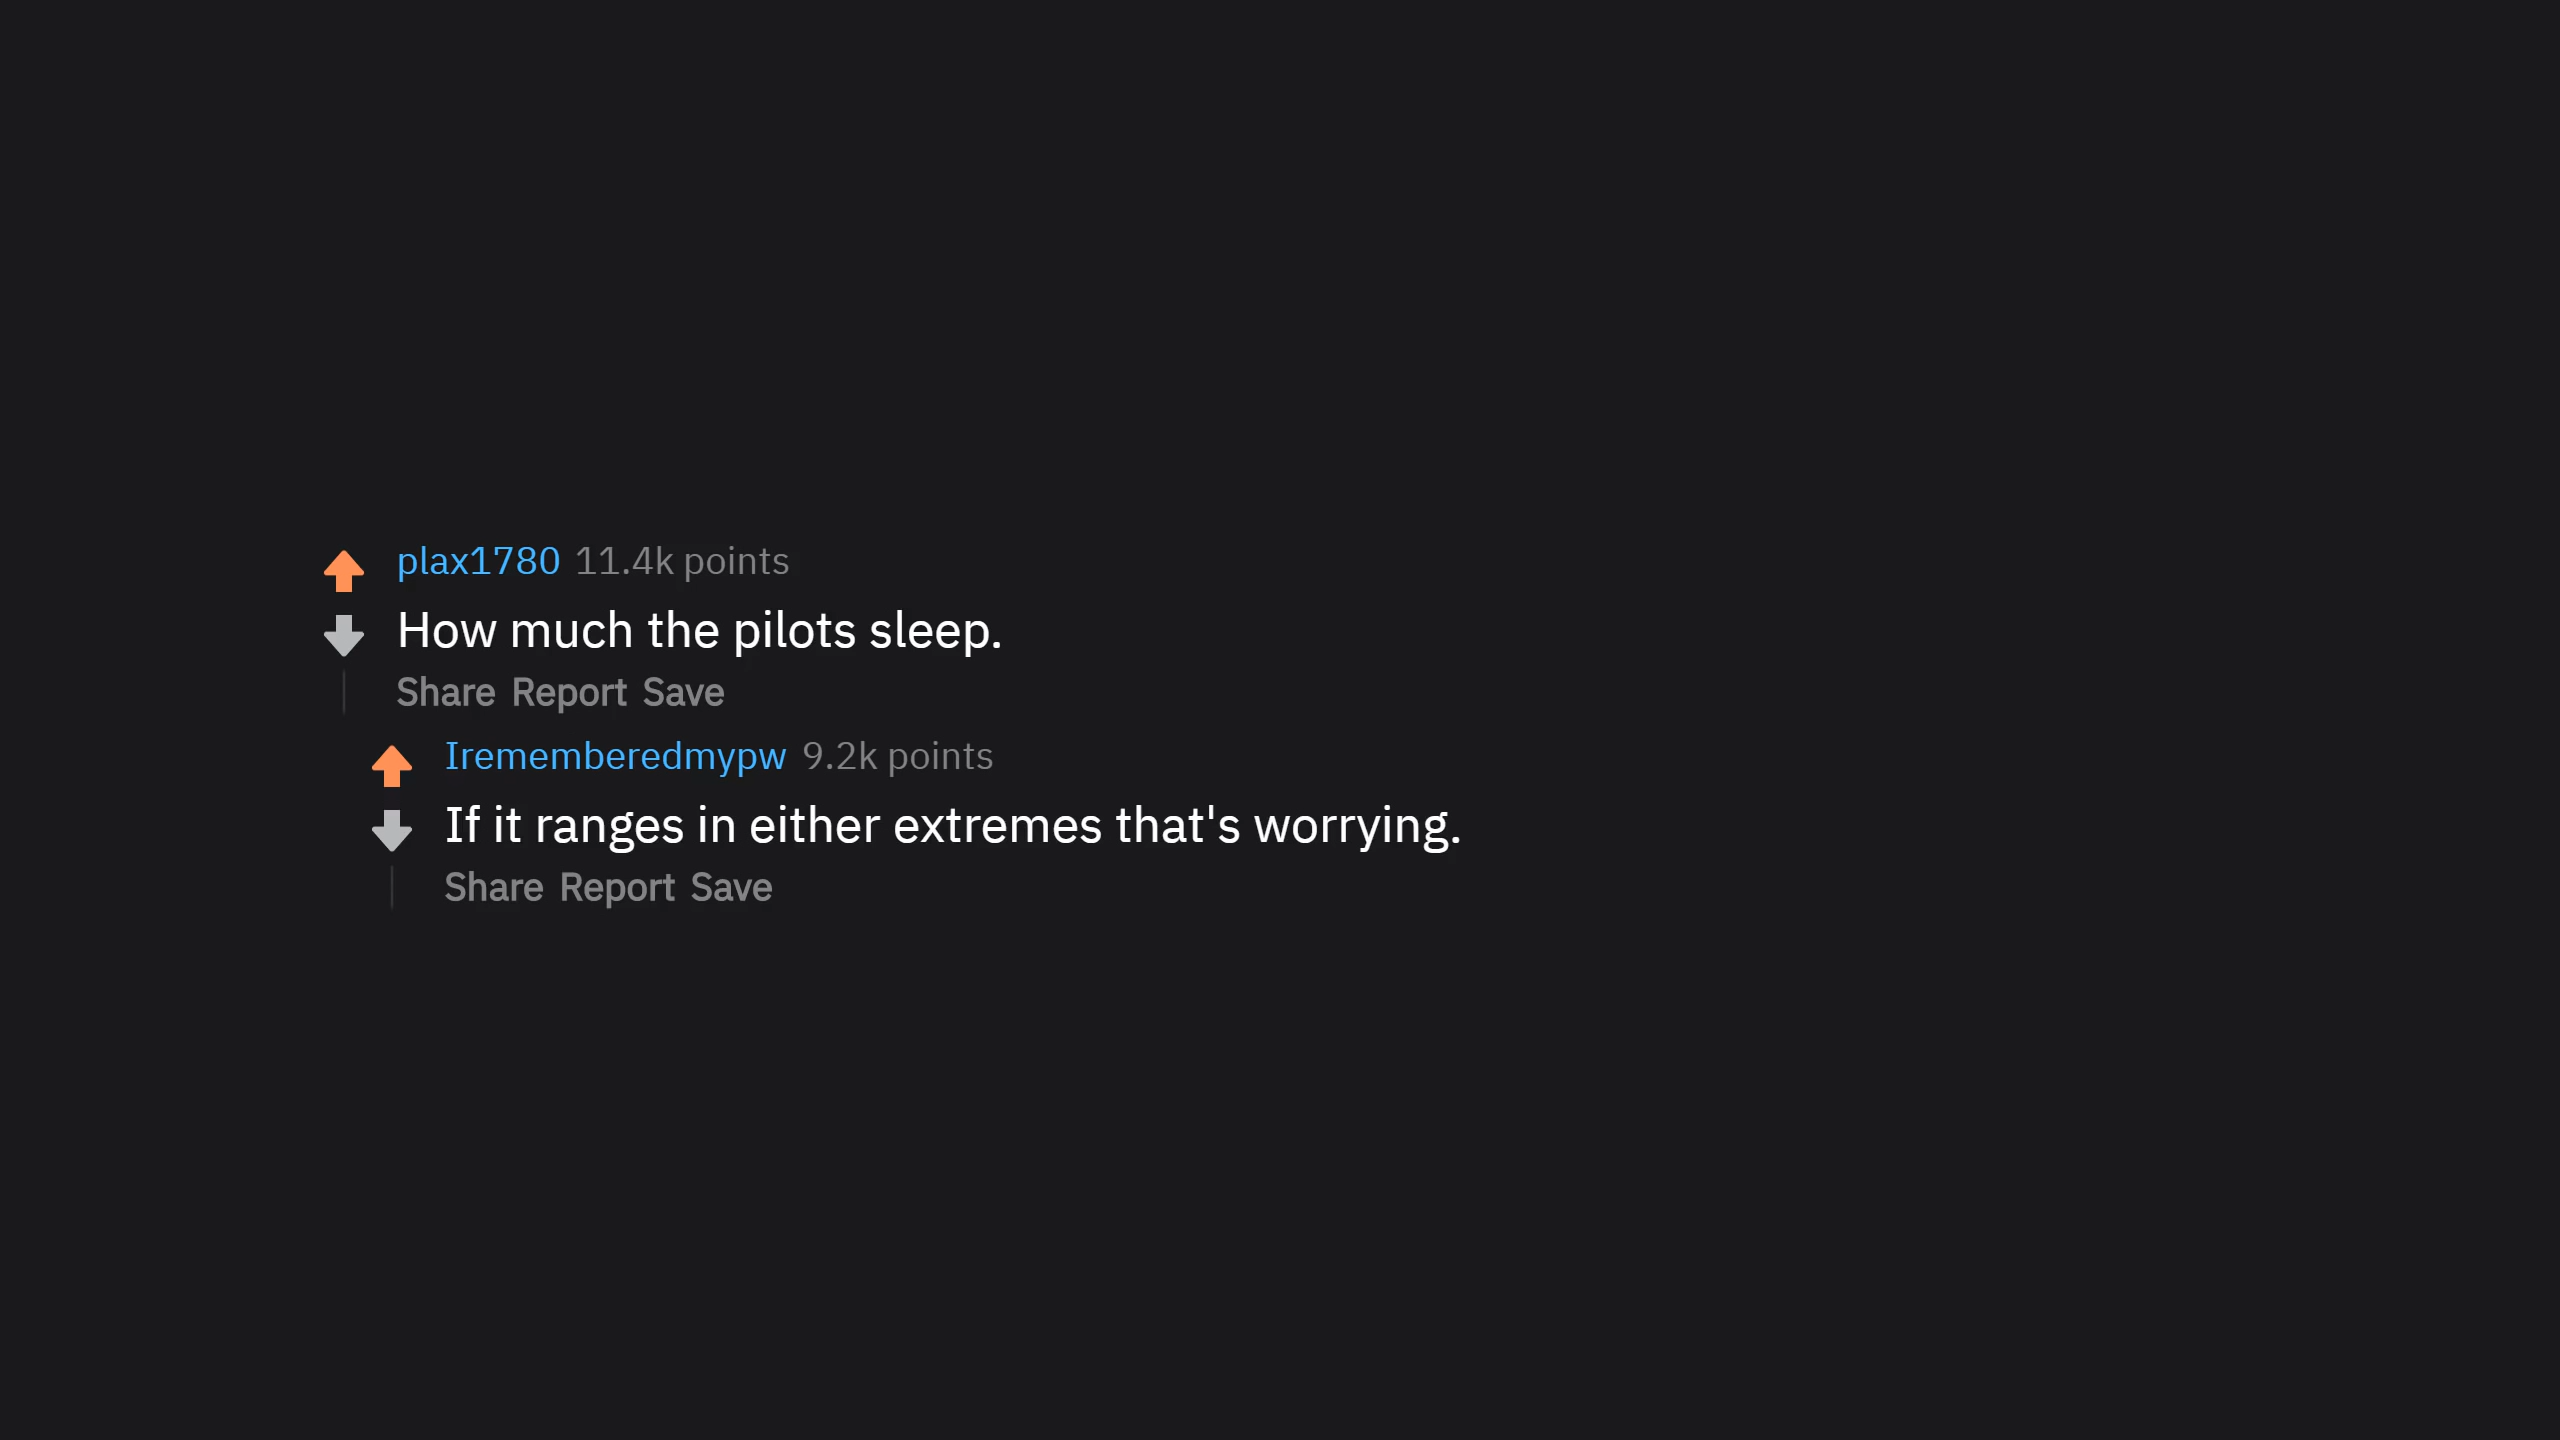 plax1780 11.4k points
How much the pilots sleep.
Share Report Save
Irememberedmypw 9.2k points
If it ranges in either extremes that's worrying.
Share Report Save